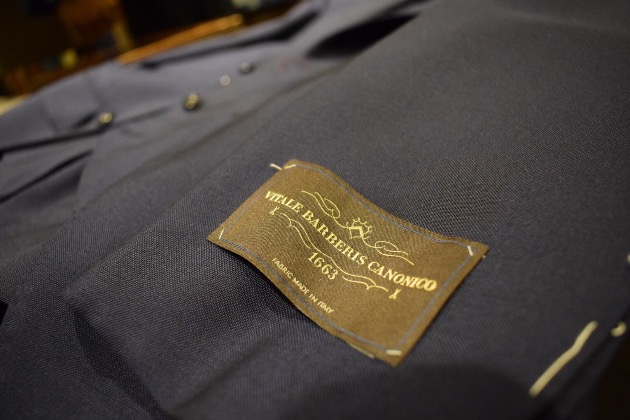 VITALE BARBERIS CANONICO
1663
FABRIC MADE IN ITALY